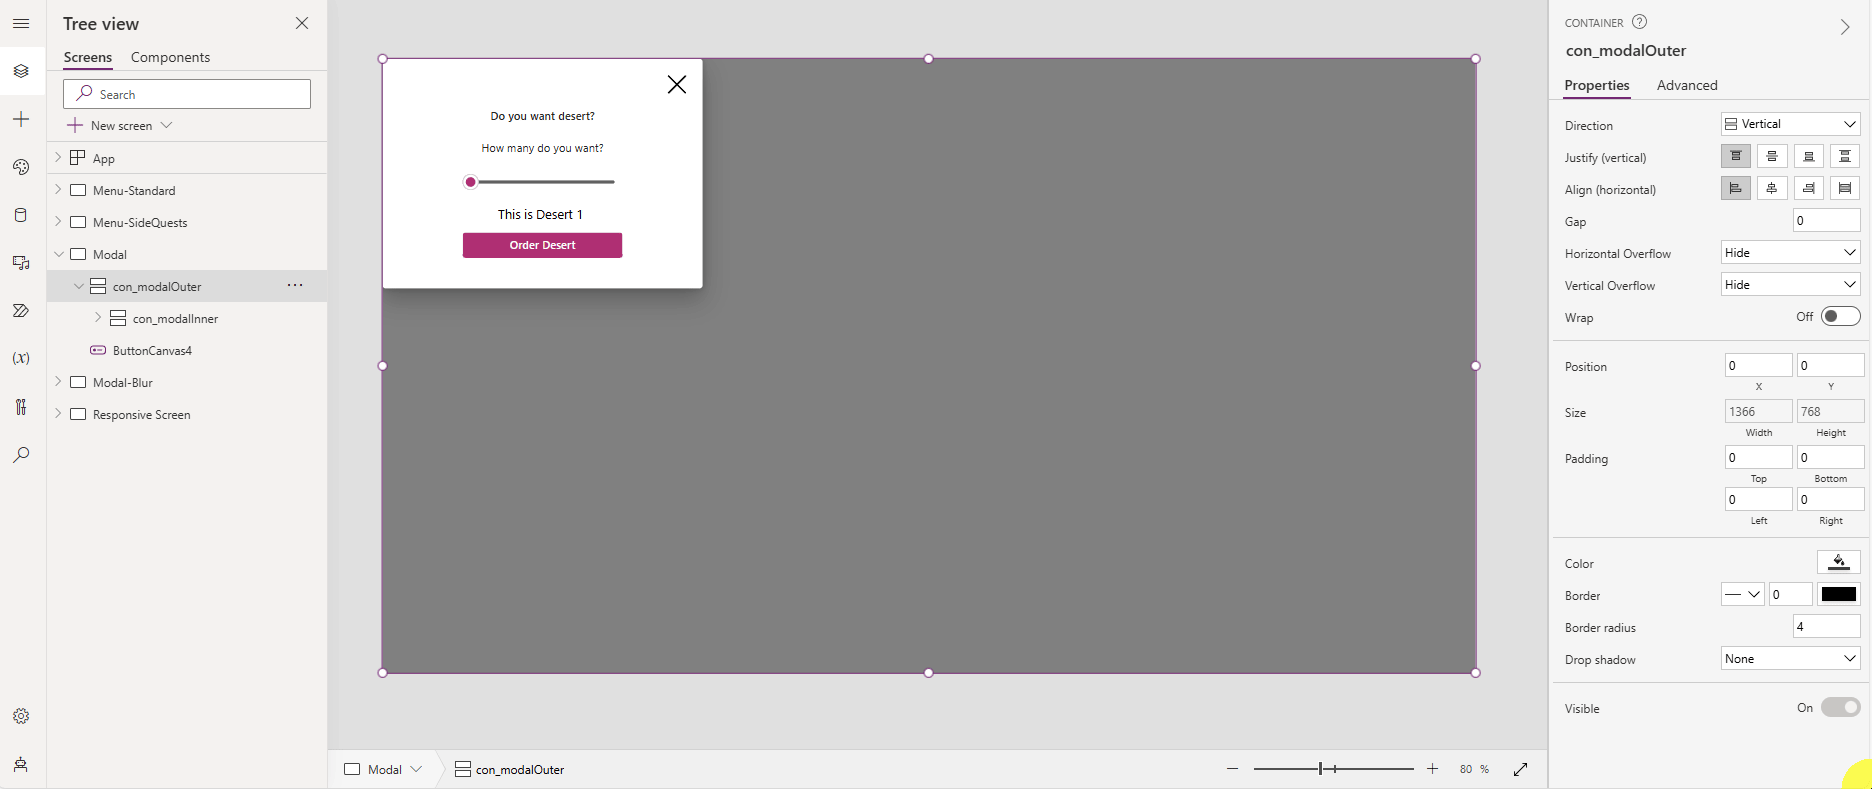 Tree view
Screens
Components
Search
New screen
App
Menu-Standard
Menu-SideQuests
Modal
con_modalOuter
con_modalInner
ButtonCanvas4
Modal-Blur
Responsive Screen
(x)
Do you want desert?
How many do you want?
This is Desert 1
Order Desert
Modal
con_modalOuter
80 %
CONTAINER ?
con_modalOuter
Properties
Advanced
Direction Vertical
Justify (vertical)
Align (horizontal)
Gap 0
Horizontal Overflow Hide
Vertical Overflow Hide
Wrap Off
Position 0 0
X Y
Size 1366 768
Width Height
Padding 0 0
Top Bottom
0 0
Left Right
Color
Border 0
Border radius 4
Drop shadow None
Visible On